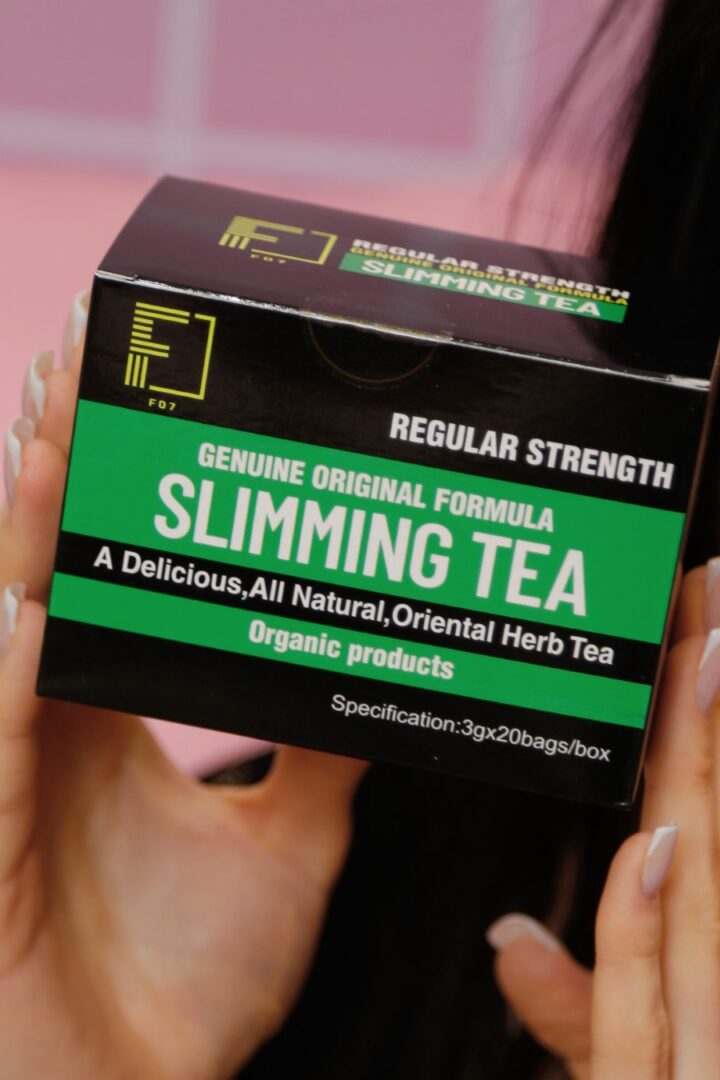 F07
REGULAR STRENGTH
GENUINE ORIGINAL FORMULA
SLIMMING TEA
F07
REGULAR STRENGTH
GENUINE ORIGINAL FORMULA
SLIMMING TEA
A Delicious,All Natural,Oriental Herb Tea
Organic products
Specification:3gx20bags/box